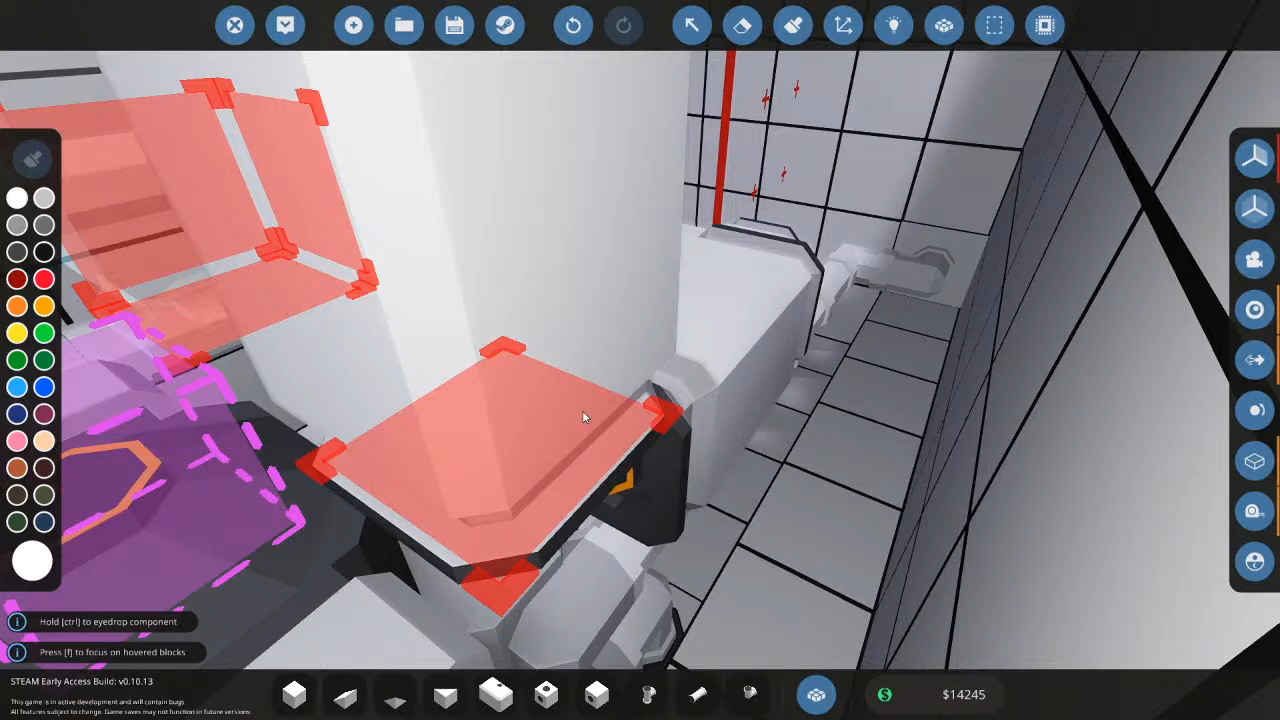 Hold [ctrl] to eyedrop component
Press [f] to focus on hovered blocks
STEAM Early Access Build: v0.10.13
This game is in active development and will contain bugs
All features subject to change. Game saves may not function in future versions
$14245